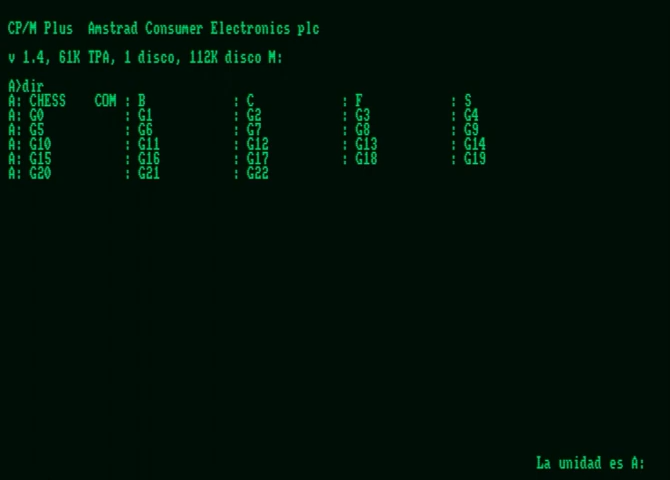 CP/M Plus  Amstrad Consumer Electronics plc
v 1.4, 61K TPA, 1 disco, 112K disco M:
A>dir
A: CHESS    COM : B            : C            : F            : S
A: G0           : G1           : G2           : G3           : G4
A: G5           : G6           : G7           : G8           : G9
A: G10          : G11          : G12          : G13          : G14
A: G15          : G16          : G17          : G18          : G19
A: G20          : G21          : G22
La unidad es A: